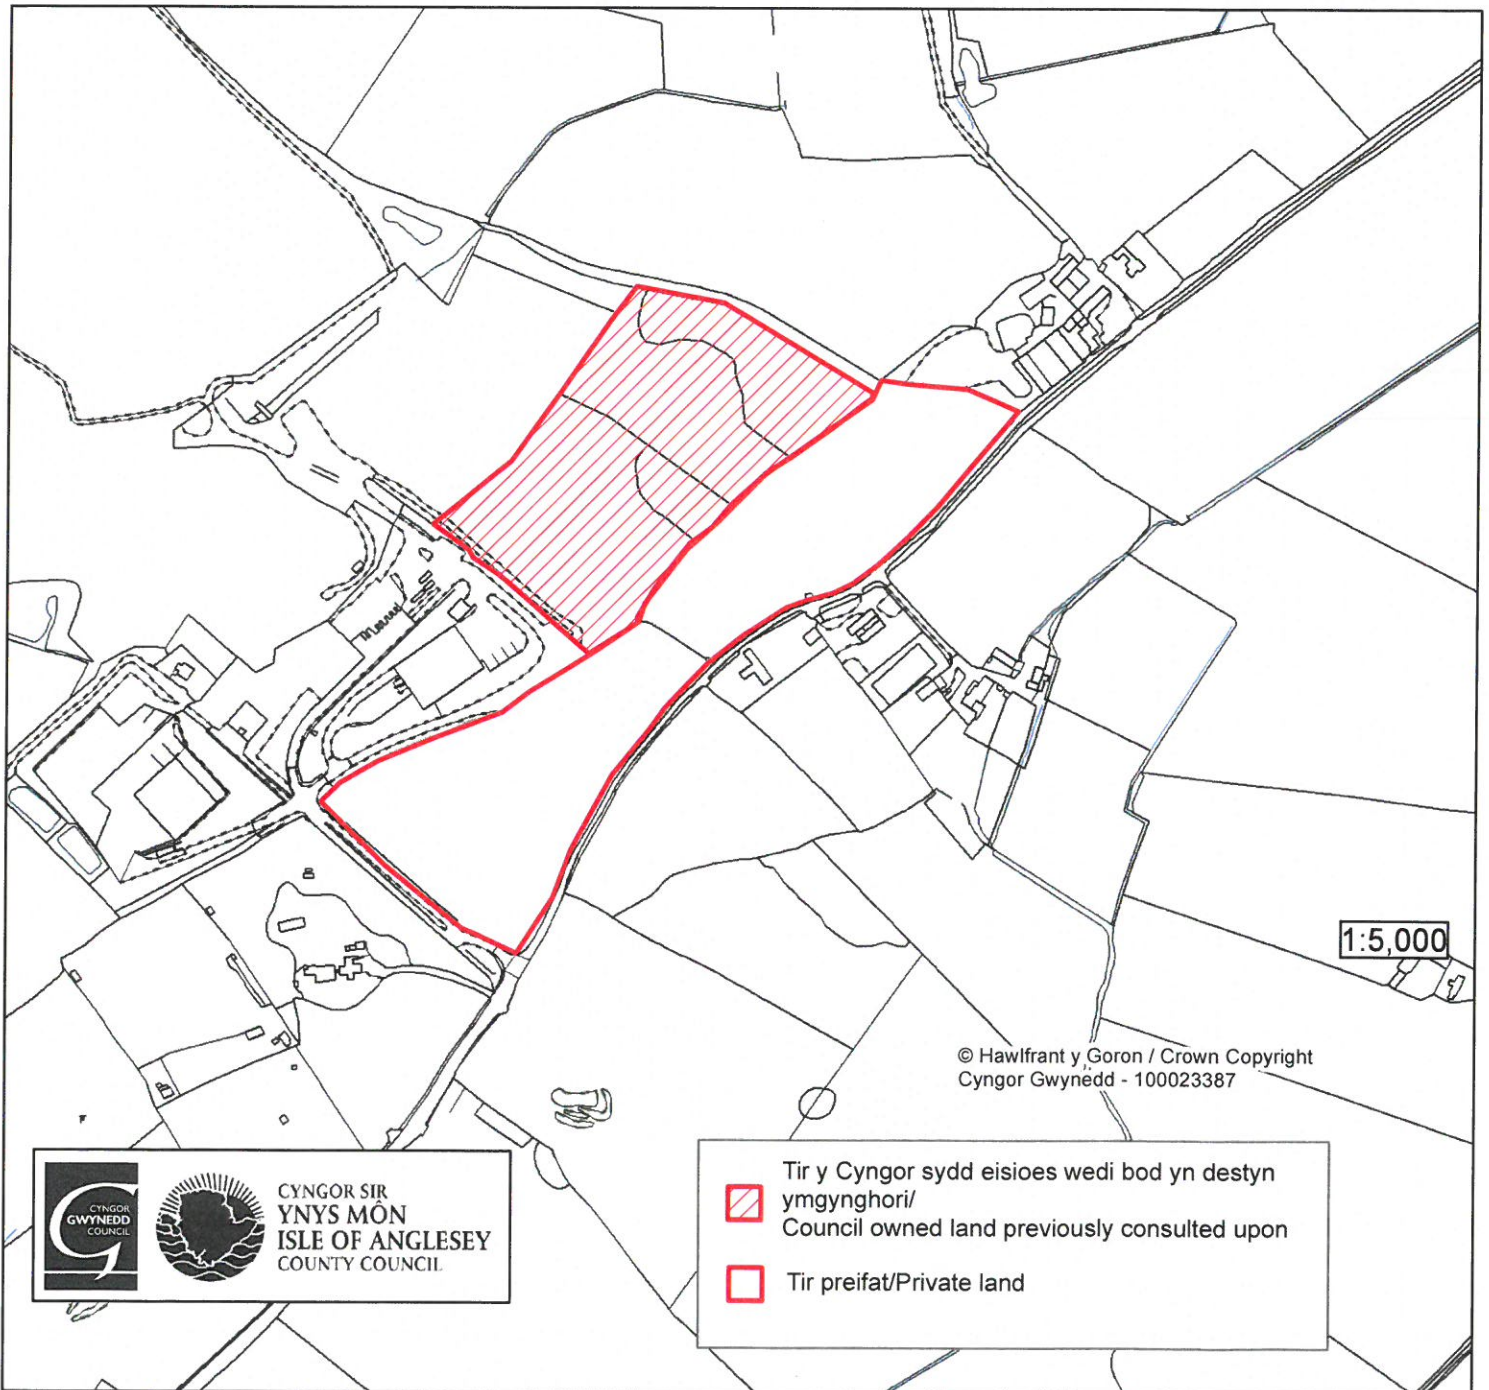 1:5,000
© Hawlfrant y Goron / Crown Copyright
Cyngor Gwynedd - 100023387
CYNGOR
GWYNEDD
COUNCIL
CYNGOR SIR
YNYS MÔN
ISLE OF ANGLESEY
COUNTY COUNCIL
Tir y Cyngor sydd eisioes wedi bod yn destyn
ymgynghori/
Council owned land previously consulted upon
Tir preifat/Private land